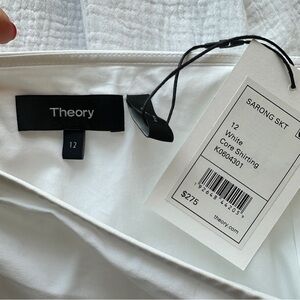 Theory
12
SARONG SKT
12
White
Core Shirting
K0604301
$275
theory.com